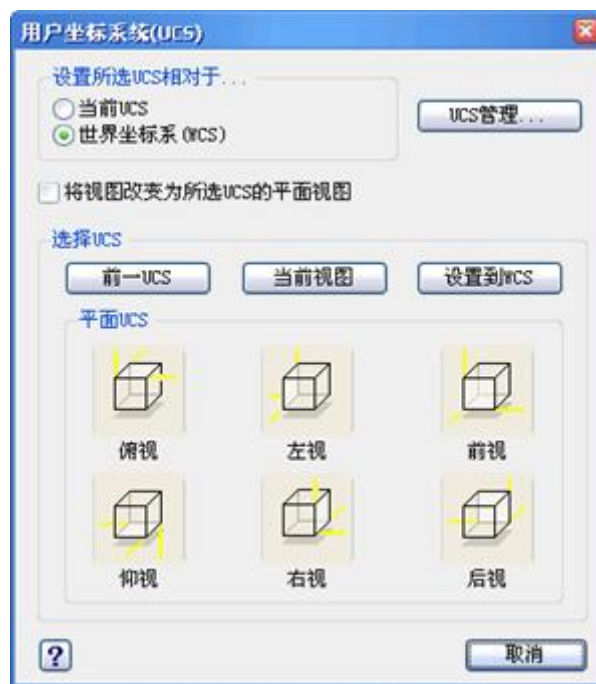 用户坐标系统(UCS)
设置所选UCS相对于...
当前UCS
世界坐标系(WCS)
UCS管理...
将视图改变为所选UCS的平面视图
选择UCS
前一UCS
当前视图
设置到WCS
平面UCS
俯视
左视
前视
仰视
右视
后视
?
取消